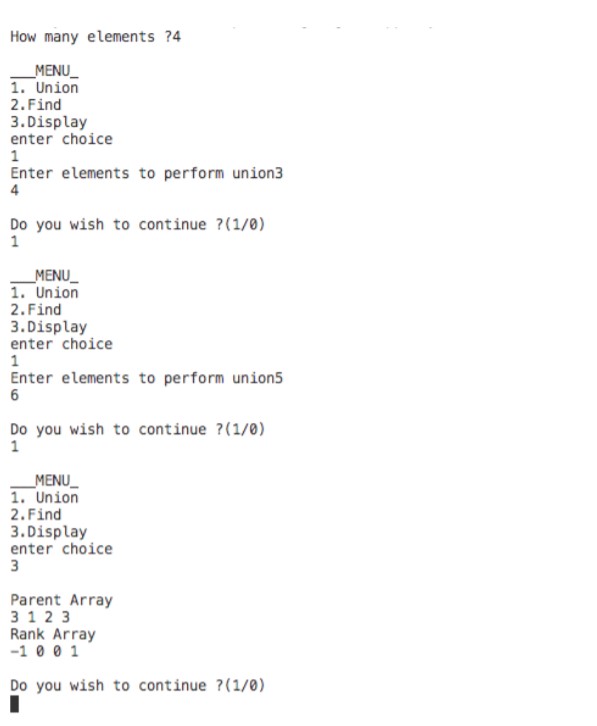 How many elements ?4
___MENU_
1. Union
2.Find
3.Display
enter choice
1
Enter elements to perform union3
4
Do you wish to continue ?(1/0)
1
___MENU_
1. Union
2.Find
3.Display
enter choice
1
Enter elements to perform union5
6
Do you wish to continue ?(1/0)
1
___MENU_
1. Union
2.Find
3.Display
enter choice
3
Parent Array
3 1 2 3
Rank Array
-1 0 0 1
Do you wish to continue ?(1/0)